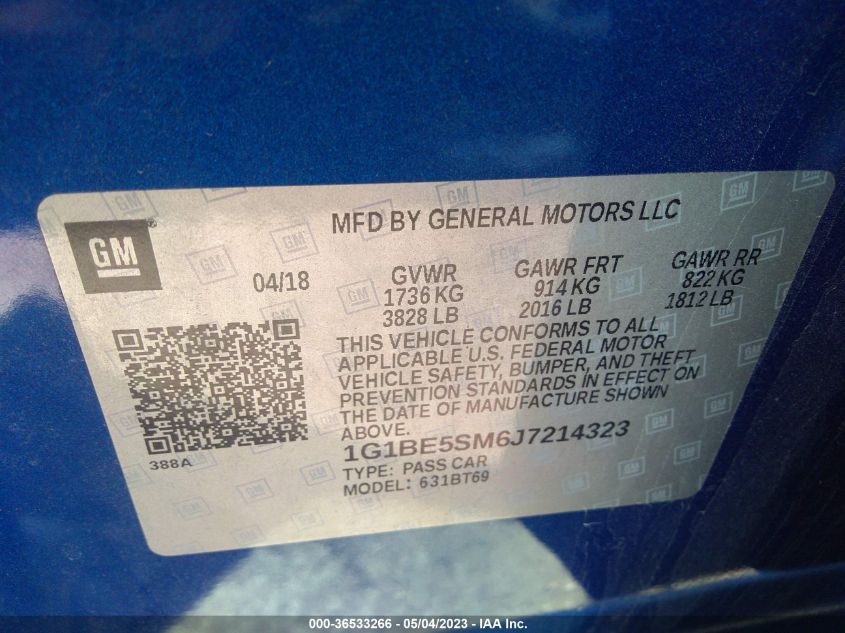 MFD BY GENERAL MOTORS LLC
GM
04/18
GVWR
1736 KG
3828 LB
GAWR FRT
914 KG
2016 LB
GAWR RR
822 KG
1812 LB
THIS VEHICLE CONFORMS TO ALL
APPLICABLE U.S. FEDERAL MOTOR
VEHICLE SAFETY, BUMPER, AND THEFT
PREVENTION STANDARDS IN EFFECT ON
THE DATE OF MANUFACTURE SHOWN
ABOVE.
388A
1G1BE5SM6J7214323
TYPE: PASS CAR
MODEL: 631BT69
000-36533266 - 05/04/2023 - IAA Inc.